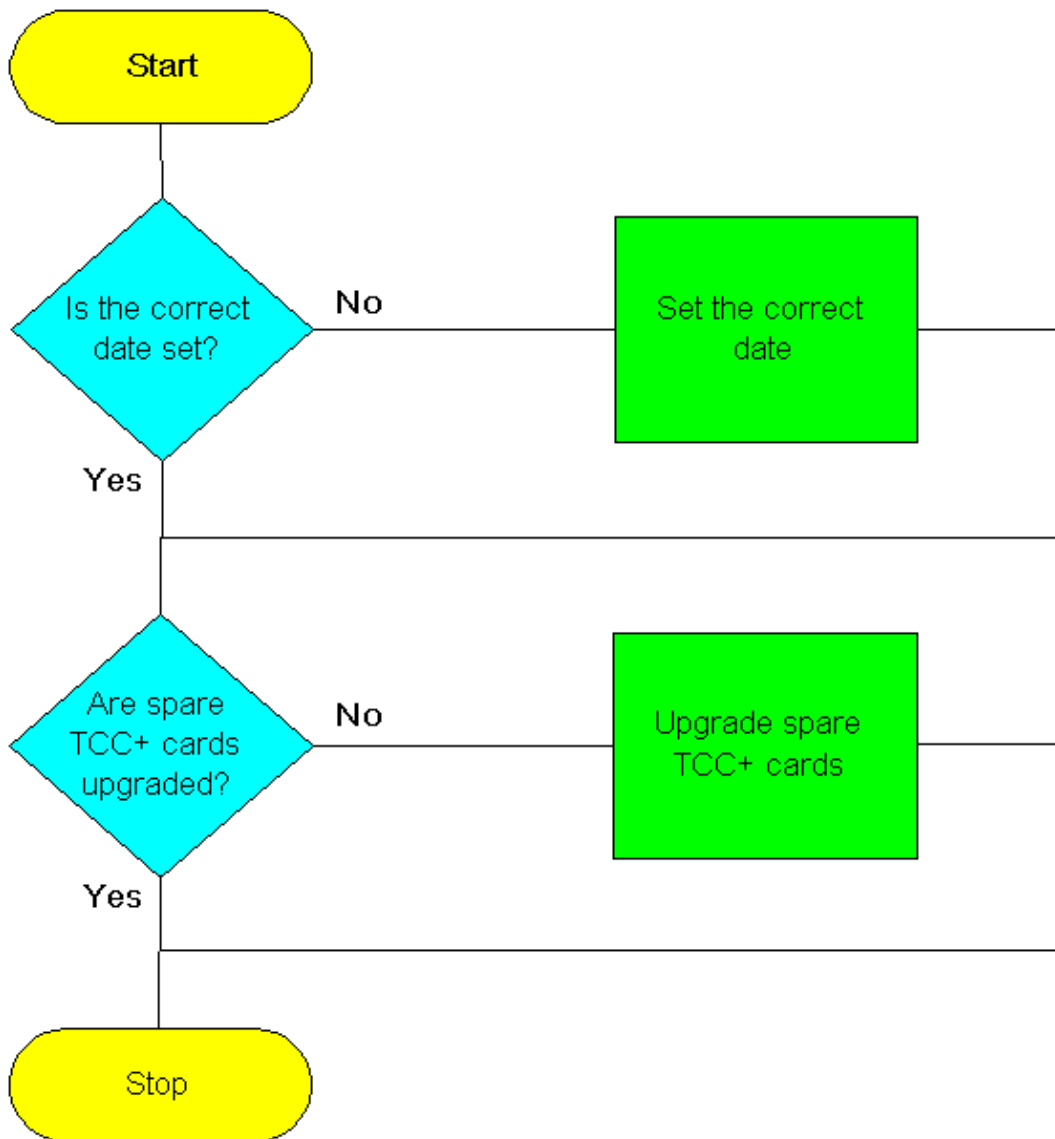 Start
Is the correct
date set?
No
Set the correct
date
Yes
Are spare
TCC+ cards
upgraded?
No
Upgrade spare
TCC+ cards
Yes
Stop